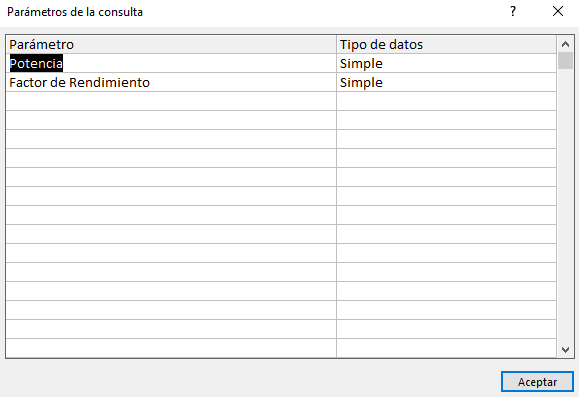 Parámetros de la consulta
?
Parámetro Tipo de datos
Potencia Simple
Factor de Rendimiento Simple
Aceptar